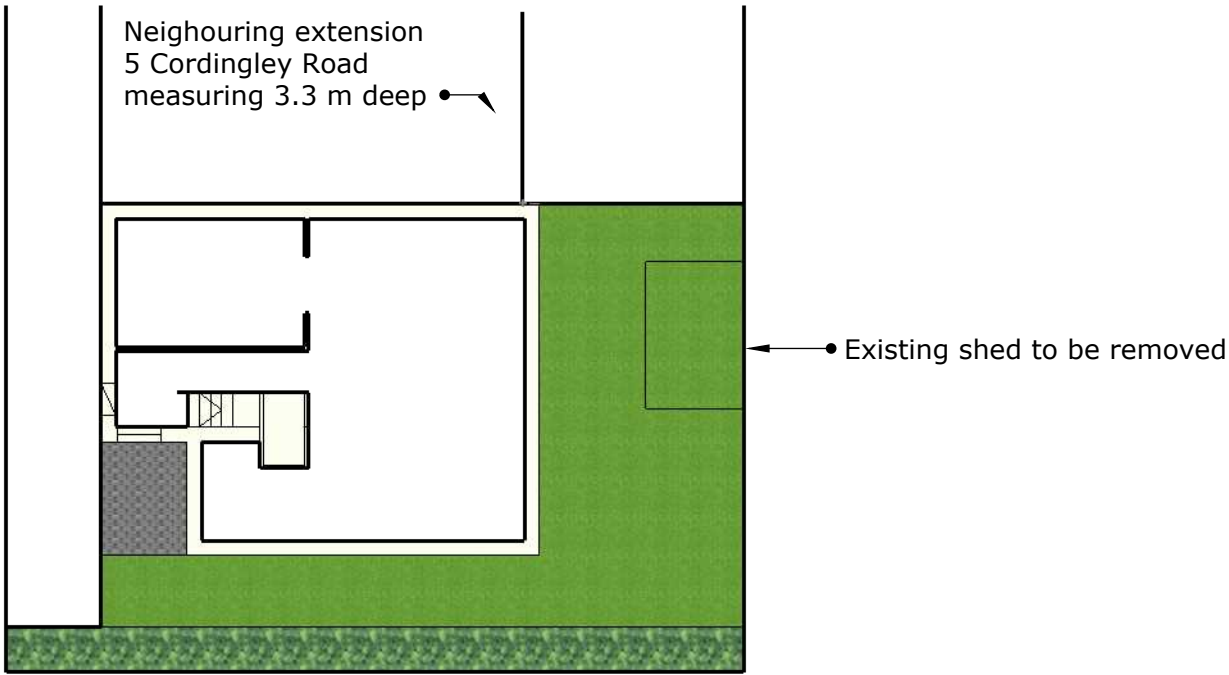 Neighouring extension
5 Cordingley Road
measuring 3.3 m deep
Existing shed to be removed